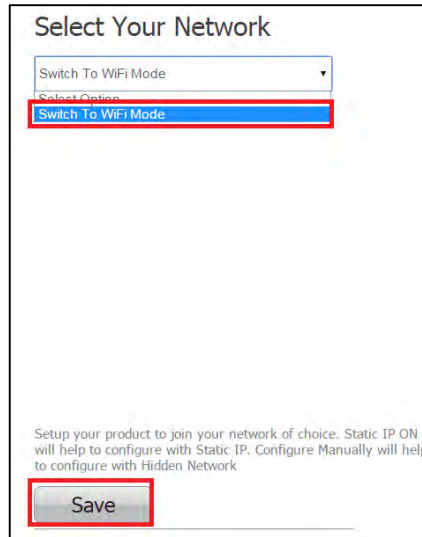 Select Your Network
Switch To WiFi Mode
Select Option
Switch To WiFi Mode
Setup your product to join your network of choice. Static IP ON
will help to configure with Static IP. Configure Manually will help
to configure with Hidden Network
Save